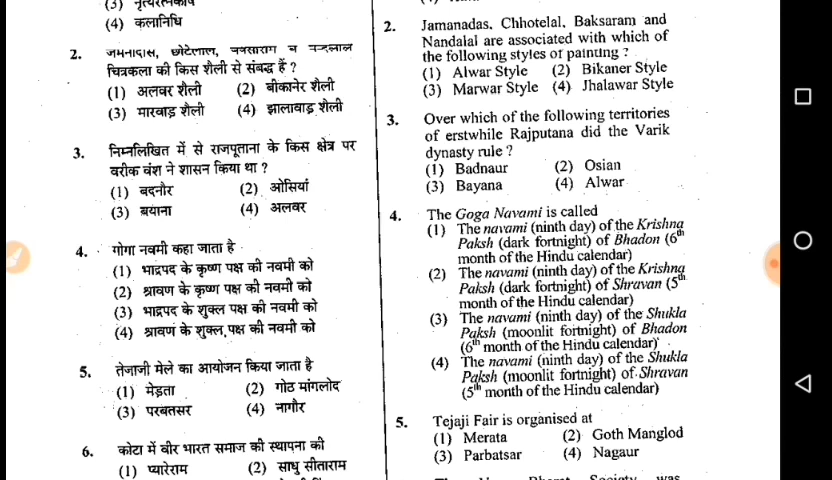 (4) कलानिधि
2. जमनादास, छोटेलाल, बक्साराम व नन्दलाल
चित्रकला की किस शैली से संबद्ध हैं ?
(1) अलवर शैली (2) बीकानेर शैली
(3) मारवाड़ शैली (4) झालावाड़ शैली
3. निम्नलिखित में से राजपूताना के किस क्षेत्र पर
वरीक वंश ने शासन किया था ?
(1) बदनौर (2) ओसियां
(3) बयाना (4) अलवर
4. गोगा नवमी कहा जाता है
(1) भाद्रपद के कृष्ण पक्ष की नवमी को
(2) श्रावण के कृष्ण पक्ष की नवमी को
(3) भाद्रपद के शुक्ल पक्ष की नवमी को
(4) श्रावण के शुक्ल पक्ष की नवमी को
5. तेजाजी मेले का आयोजन किया जाता है
(1) मेड़ता (2) गोठ मांगलोद
(3) परबतसर (4) नागौर
6. कोटा में वीर भारत समाज की स्थापना की
(1) प्यारेराम (2) साधु सीताराम
2. Jamanadas, Chhotelal, Baksaram and
Nandalal are associated with which of
the following styles of painting ?
(1) Alwar Style (2) Bikaner Style
(3) Marwar Style (4) Jhalawar Style
3. Over which of the following territories
of erstwhile Rajputana did the Varik
dynasty rule ?
(1) Badnaur (2) Osian
(3) Bayana (4) Alwar
4. The Goga Navami is called
(1) The navami (ninth day) of the Krishna
Paksh (dark fortnight) of Bhadon (6th
month of the Hindu calendar)
(2) The navami (ninth day) of the Krishna
Paksh (dark fortnight) of Shravan (5th
month of the Hindu calendar)
(3) The navami (ninth day) of the Shukla
Paksh (moonlit fortnight) of Bhadon
(6th month of the Hindu calendar)
(4) The navami (ninth day) of the Shukla
Paksh (moonlit fortnight) of Shravan
(5th month of the Hindu calendar)
5. Tejaji Fair is organised at
(1) Merata (2) Goth Manglod
(3) Parbatsar (4) Nagaur